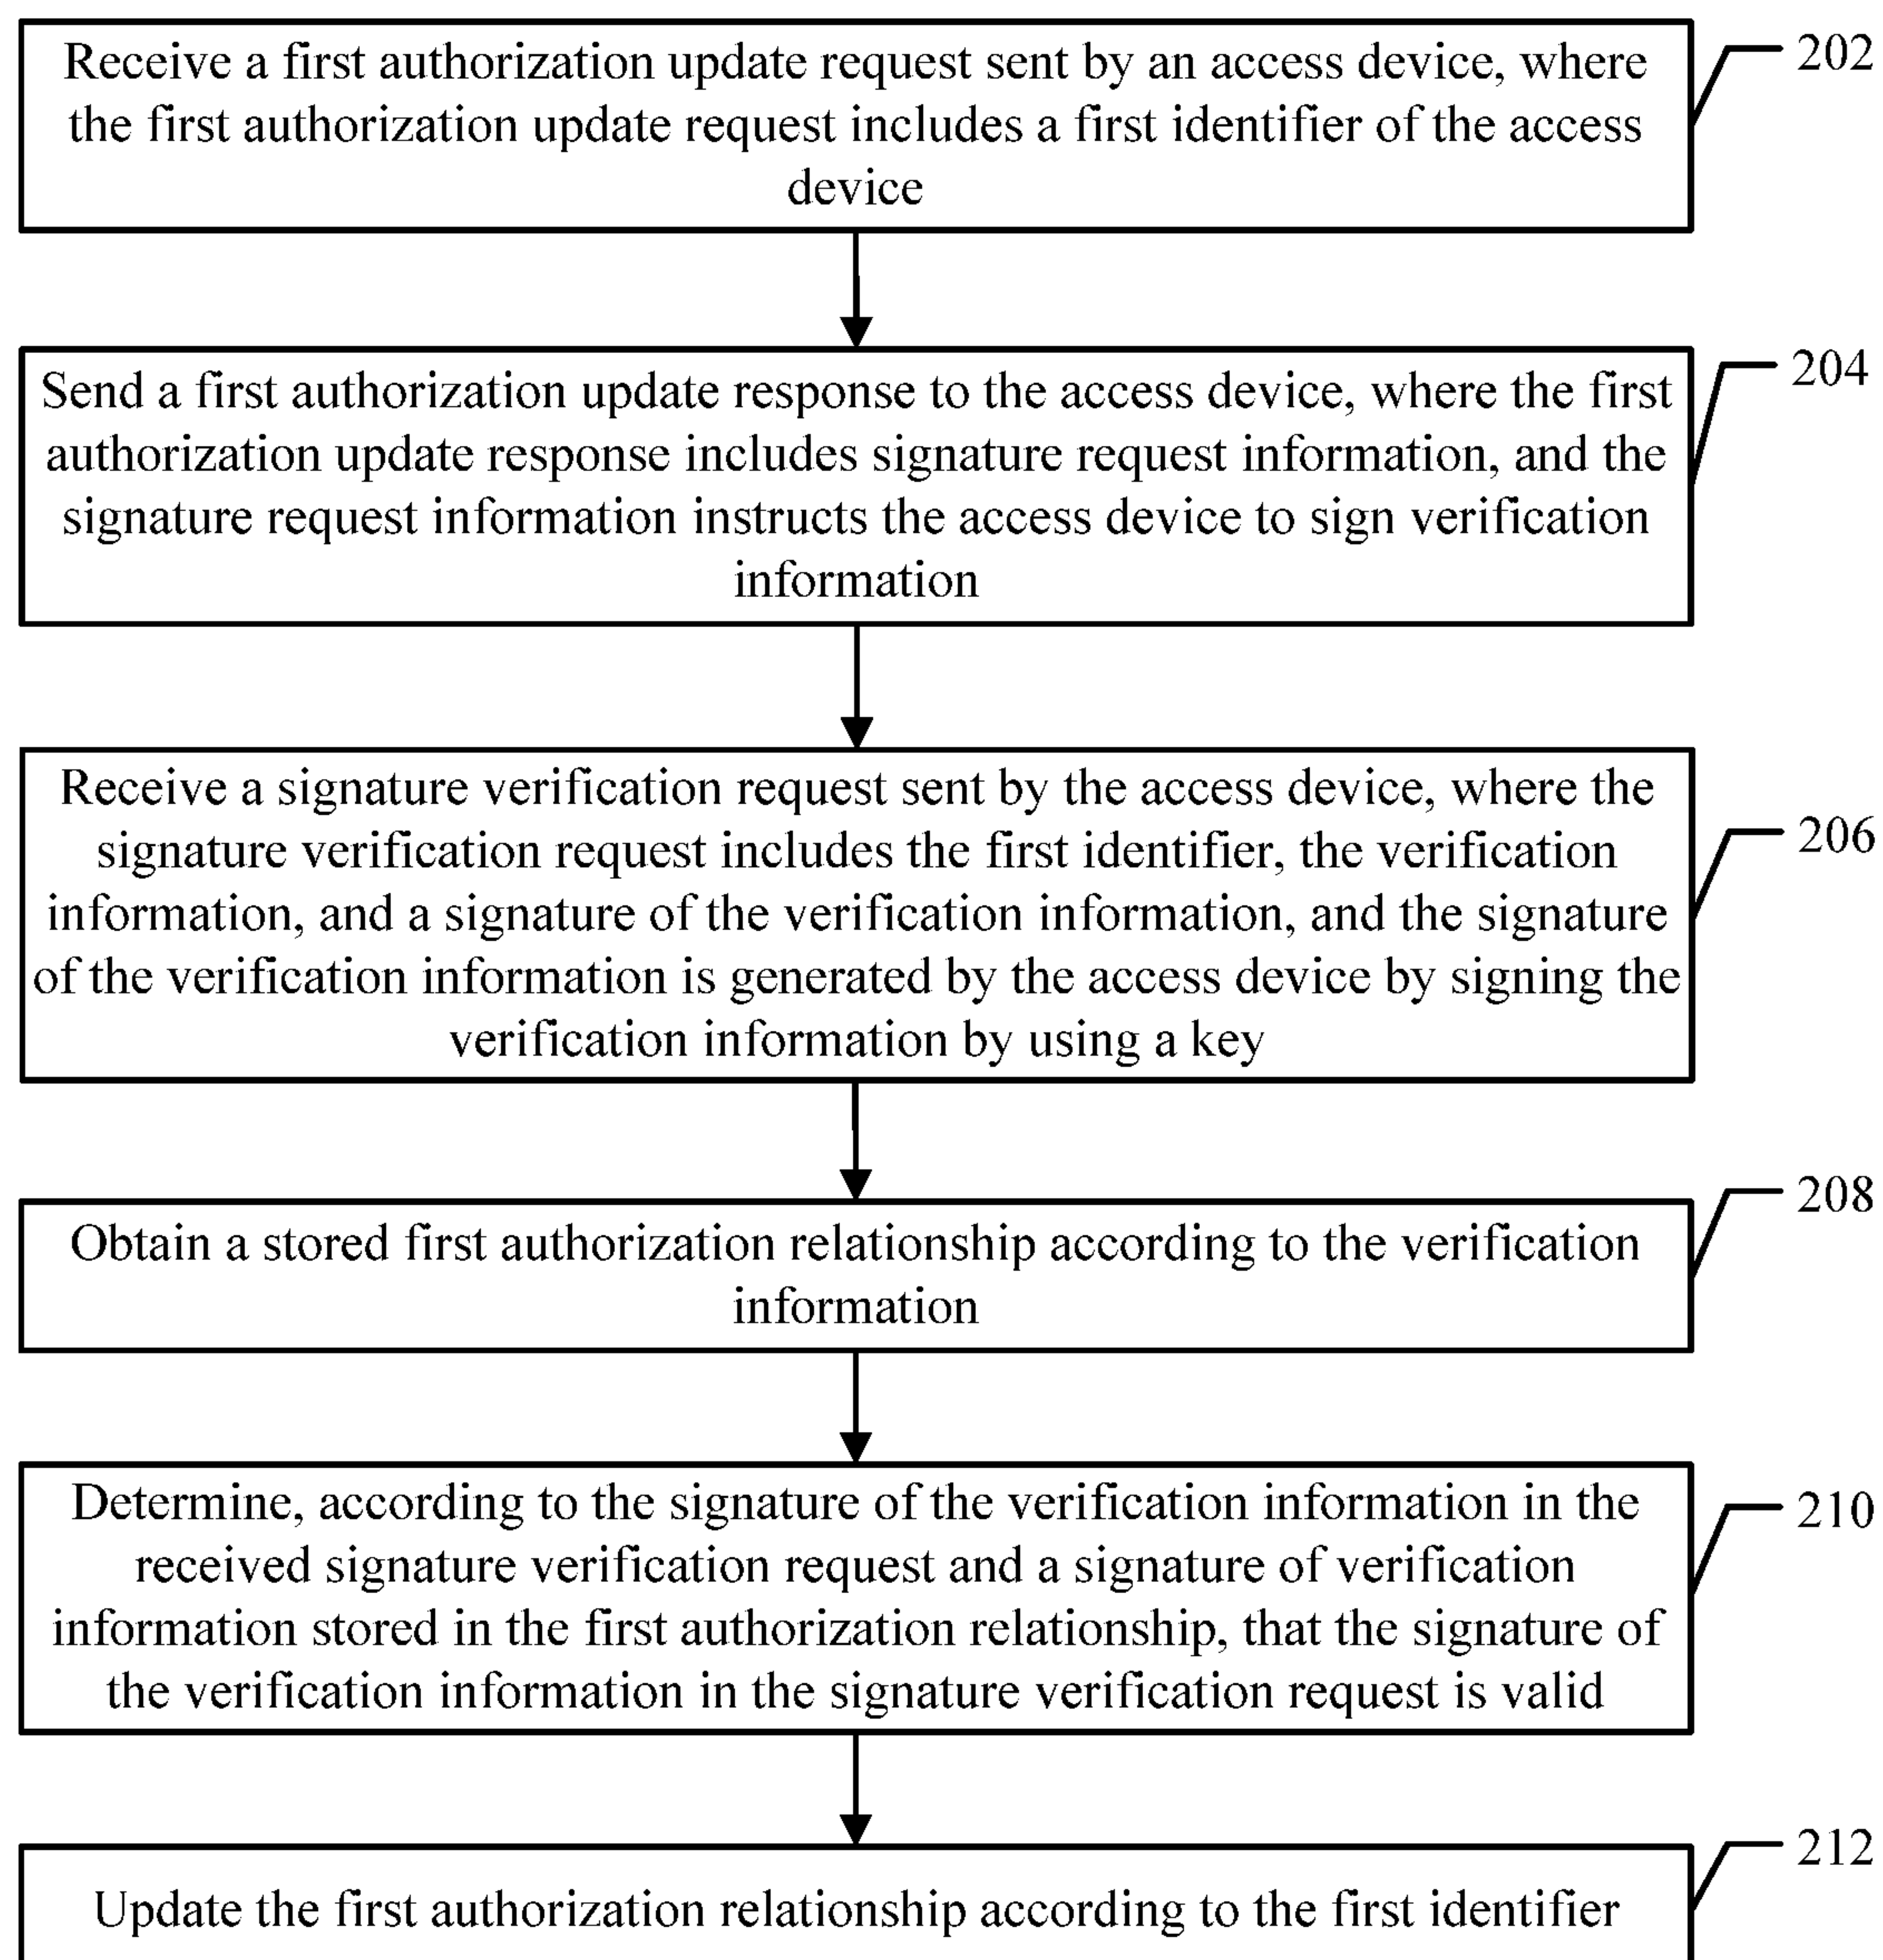 Receive a first authorization update request sent by an access device, where
the first authorization update request includes a first identifier of the access
device
202
Send a first authorization update response to the access device, where the first
authorization update response includes signature request information, and the
signature request information instructs the access device to sign verification
information
204
Receive a signature verification request sent by the access device, where the
signature verification request includes the first identifier, the verification
information, and a signature of the verification information, and the signature
of the verification information is generated by the access device by signing the
verification information by using a key
206
Obtain a stored first authorization relationship according to the verification
information
208
Determine, according to the signature of the verification information in the
received signature verification request and a signature of verification
information stored in the first authorization relationship, that the signature of
the verification information in the signature verification request is valid
210
Update the first authorization relationship according to the first identifier
212